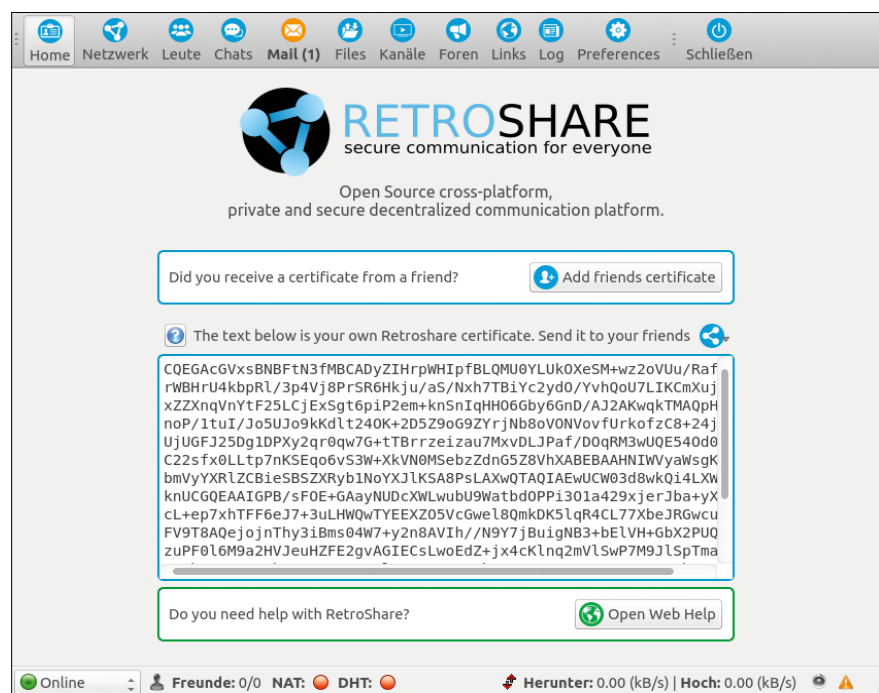 Home Netzwerk Leute Chats Mail (1) Files Kanäle Foren Links Log Preferences Schließen
RETROSHARE
secure communication for everyone
Open Source cross-platform,
private and secure decentralized communication platform.
Did you receive a certificate from a friend? Add friends certificate
The text below is your own Retroshare certificate. Send it to your friends
CQEGAcGVxsBNBFtN3fMBCADyZIHrpWHIpfBLQMU0YLUkOXeSM+wz2oVUu/Raf
rWBHrU4kbpRl/3p4Vj8PrSR6Hkju/aS/Nxh7TBiYc2ydO/YvhQoU7LIKCmXuj
xZZXnqVnYtF25LCjExSgt6piP2em+knSnIqHHO6Gby6GnD/AJ2AKwqkTMAQpH
noP/1tuI/Jo5UJo9kKdlt24OK+2D5Z9oG9ZYrjNb8oVONVovfUrkofzC8+24j
UjUGFJ25Dg1DPXy2qr0qw7G+tTBrrzeizau7MxvDLJPaf/DOqRM3wUQE54Od0
C22sfx0LLtp7nKSEqo6vS3W+XkVN0MSebzZdnG5Z8VhXABEBAAHNIWVyaWsgK
bmVyYXRlZCBieSBSZXRyb1NoYXJlKSA8PsLAXwQTAQIAEwUCW03d8wkQi4LXW
knUCGQEAAIGPB/sFOE+GAayNUDcXWLwubU9WatbdOPPi3O1a429xjerJba+yX
cL+ep7xhTFF6eJ7+3uLHWQwTYEEXZO5VcGwel8QmkDK5lqR4CL77XbeJRGwcu
FV9T8AQejojnThy3iBms04W7+y2n8AVIh//N9Y7jBuigNB3+bElVH+GbX2PUQ
zuPF0l6M9a2HVJeuHZFE2gvAGIECsLwoEdZ+jx4cKlnq2mVlSwP7M9JlSpTma
Do you need help with RetroShare? Open Web Help
Online Freunde: 0/0 NAT: DHT: Herunter: 0.00 (kB/s) | Hoch: 0.00 (kB/s)